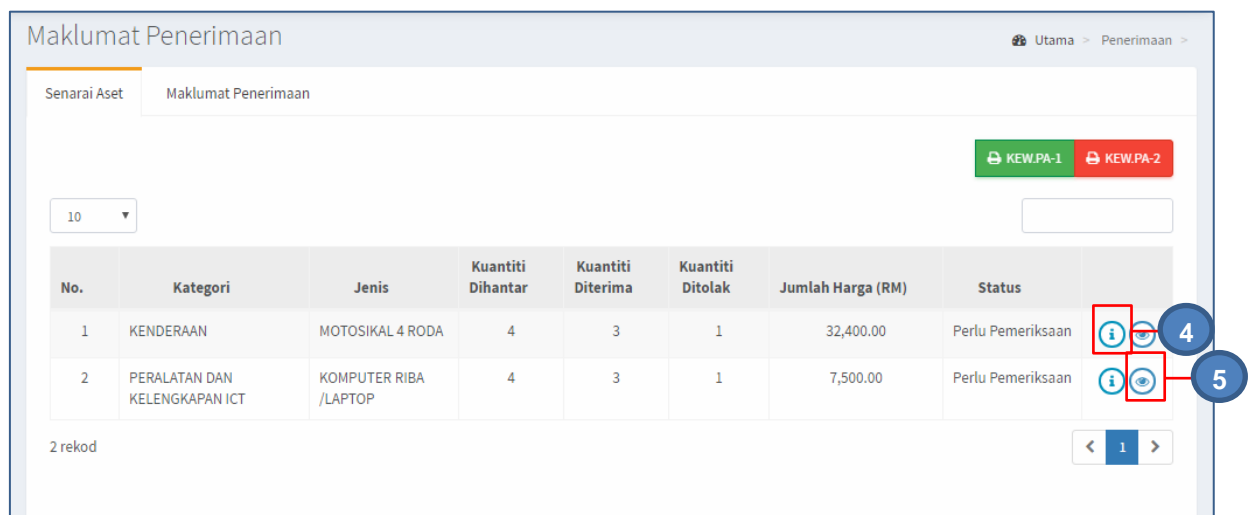 Maklumat Penerimaan
Utama > Penerimaan >
Senarai Aset Maklumat Penerimaan
KEW.PA-1 KEW.PA-2
10
No. Kategori Jenis Kuantiti Dihantar Kuantiti Diterima Kuantiti Ditolak Jumlah Harga (RM) Status
1 KENDERAAN MOTOSIKAL 4 RODA 4 3 1 32,400.00 Perlu Pemeriksaan
4
2 PERALATAN DAN KELENGKAPAN ICT KOMPUTER RIBA /LAPTOP 4 3 1 7,500.00 Perlu Pemeriksaan
5
2 rekod
< 1 >